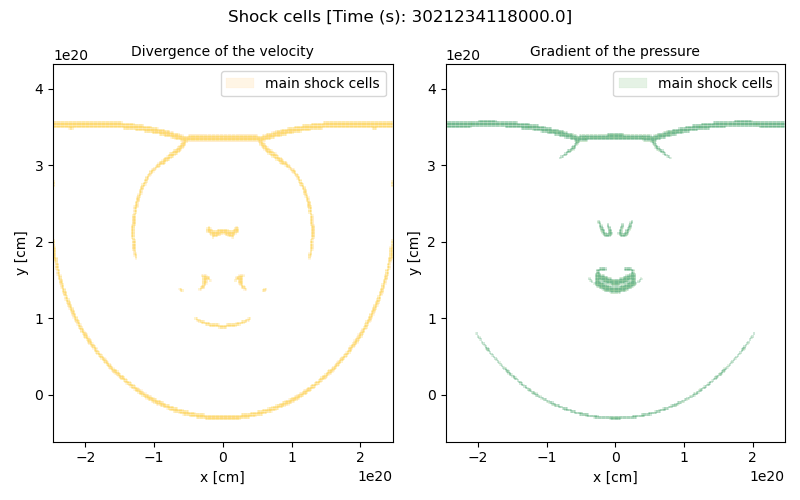 Shock cells [Time (s): 3021234118000.0]
Divergence of the velocity
1e20
main shock cells
4
3
2
1
0
y [cm]
−2
−1
0
1
2
x [cm]
1e20
Gradient of the pressure
1e20
main shock cells
4
3
2
1
0
y [cm]
−2
−1
0
1
2
x [cm]
1e20